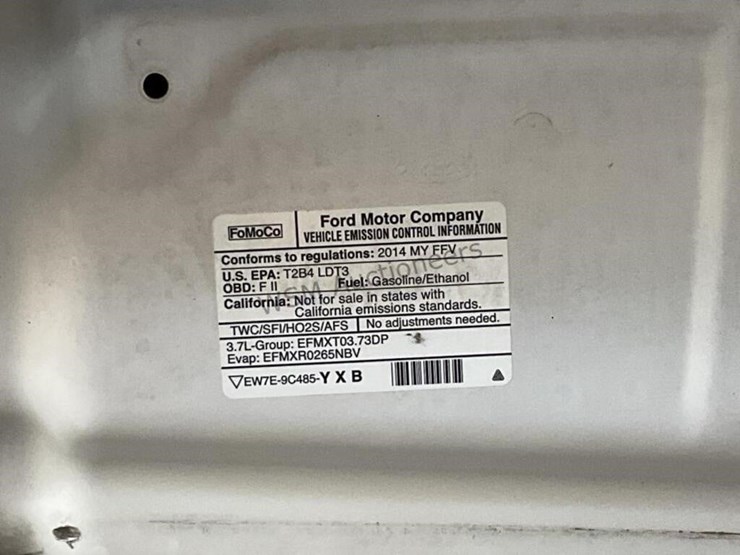 FoMoCo
Ford Motor Company
VEHICLE EMISSION CONTROL INFORMATION
Conforms to regulations: 2014 MY FFV
U.S. EPA: T2B4 LDT3
OBD: F II Fuel: Gasoline/Ethanol
California: Not for sale in states with
California emissions standards.
TWC/SFI/HO2S/AFS No adjustments needed.
3.7L-Group: EFMXT03.73DP
Evap: EFMXR0265NBV
EW7E-9C485-Y X B
WSM Auctioneers